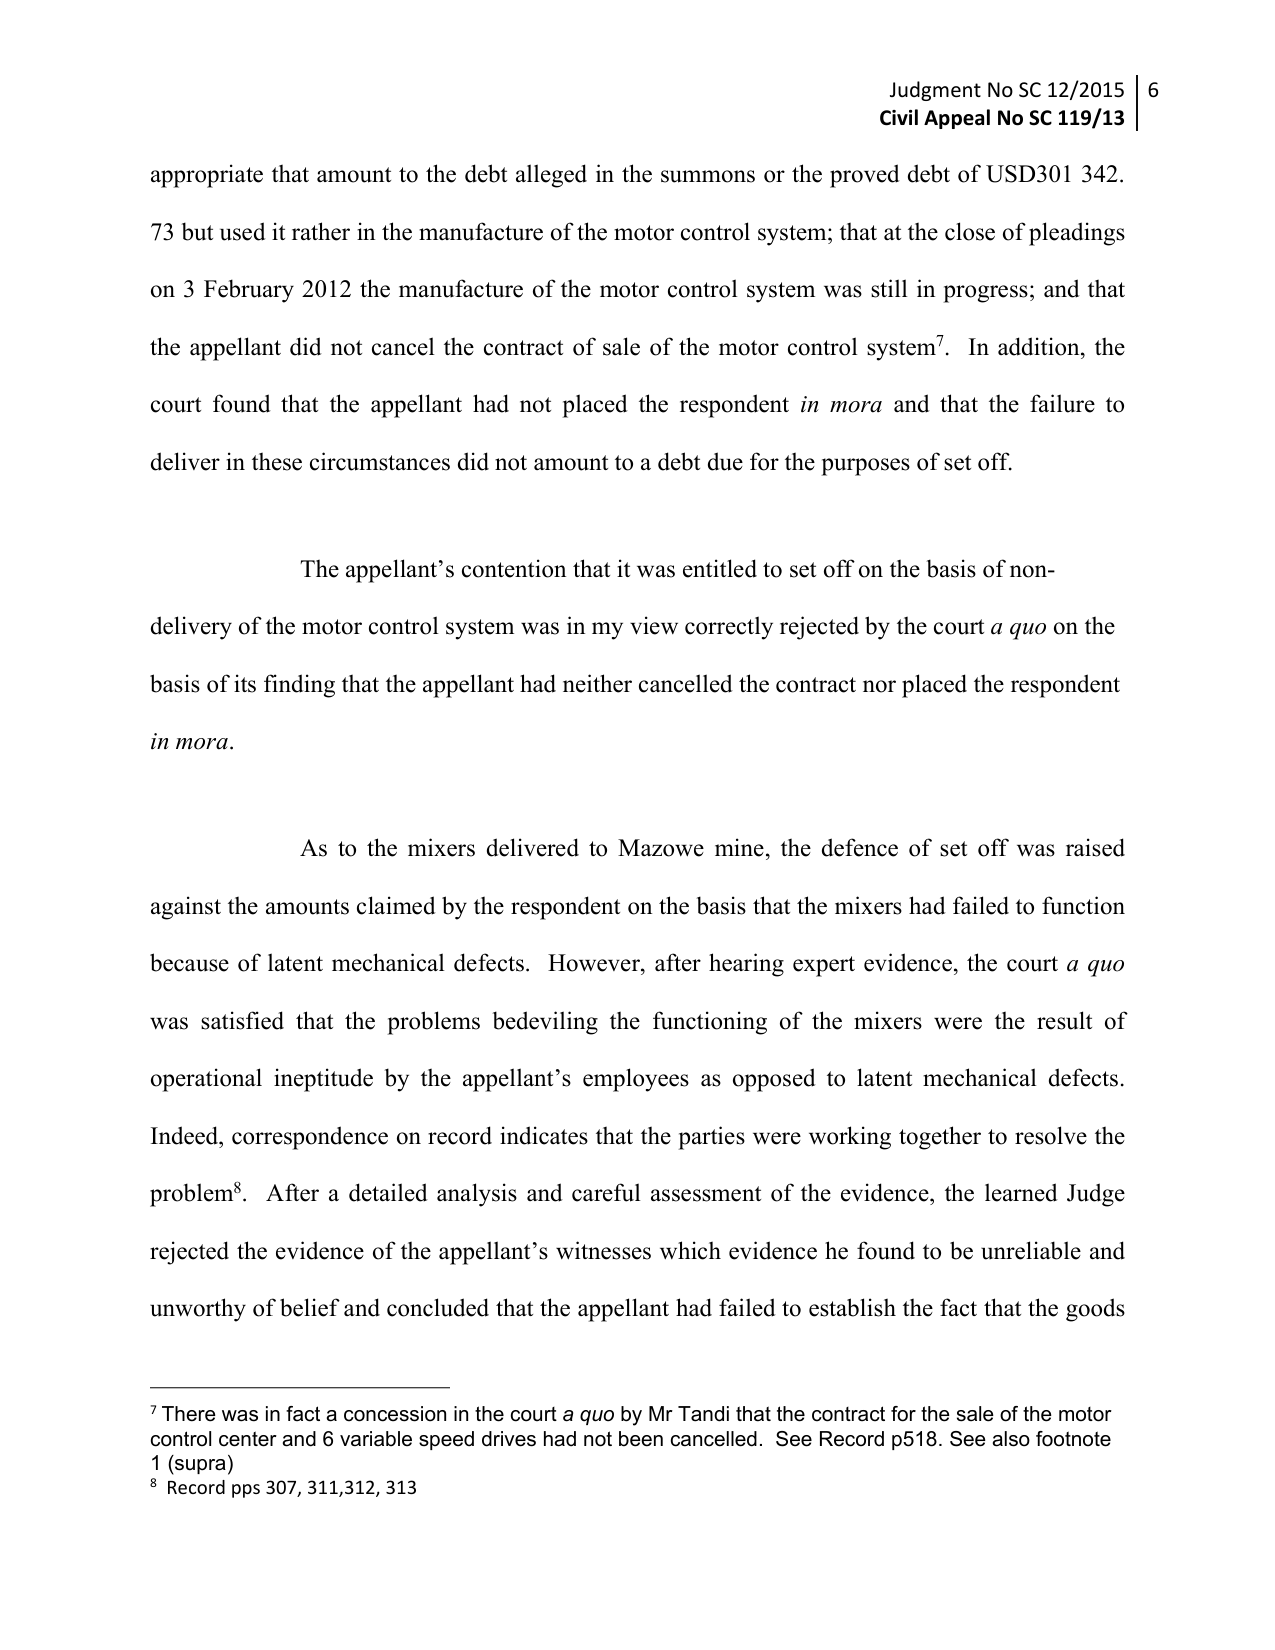 Judgment No SC 12/2015 6
Civil Appeal No SC 119/13
appropriate that amount to the debt alleged in the summons or the proved debt of USD301 342.
73 but used it rather in the manufacture of the motor control system; that at the close of pleadings
on 3 February 2012 the manufacture of the motor control system was still in progress; and that
the appellant did not cancel the contract of sale of the motor control system7. In addition, the
court found that the appellant had not placed the respondent in mora and that the failure to
deliver in these circumstances did not amount to a debt due for the purposes of set off.
The appellant’s contention that it was entitled to set off on the basis of non-
delivery of the motor control system was in my view correctly rejected by the court a quo on the
basis of its finding that the appellant had neither cancelled the contract nor placed the respondent
in mora.
As to the mixers delivered to Mazowe mine, the defence of set off was raised
against the amounts claimed by the respondent on the basis that the mixers had failed to function
because of latent mechanical defects. However, after hearing expert evidence, the court a quo
was satisfied that the problems bedeviling the functioning of the mixers were the result of
operational ineptitude by the appellant’s employees as opposed to latent mechanical defects.
Indeed, correspondence on record indicates that the parties were working together to resolve the
problem8. After a detailed analysis and careful assessment of the evidence, the learned Judge
rejected the evidence of the appellant’s witnesses which evidence he found to be unreliable and
unworthy of belief and concluded that the appellant had failed to establish the fact that the goods
7 There was in fact a concession in the court a quo by Mr Tandi that the contract for the sale of the motor
control center and 6 variable speed drives had not been cancelled. See Record p518. See also footnote
1 (supra)
8 Record pps 307, 311,312, 313